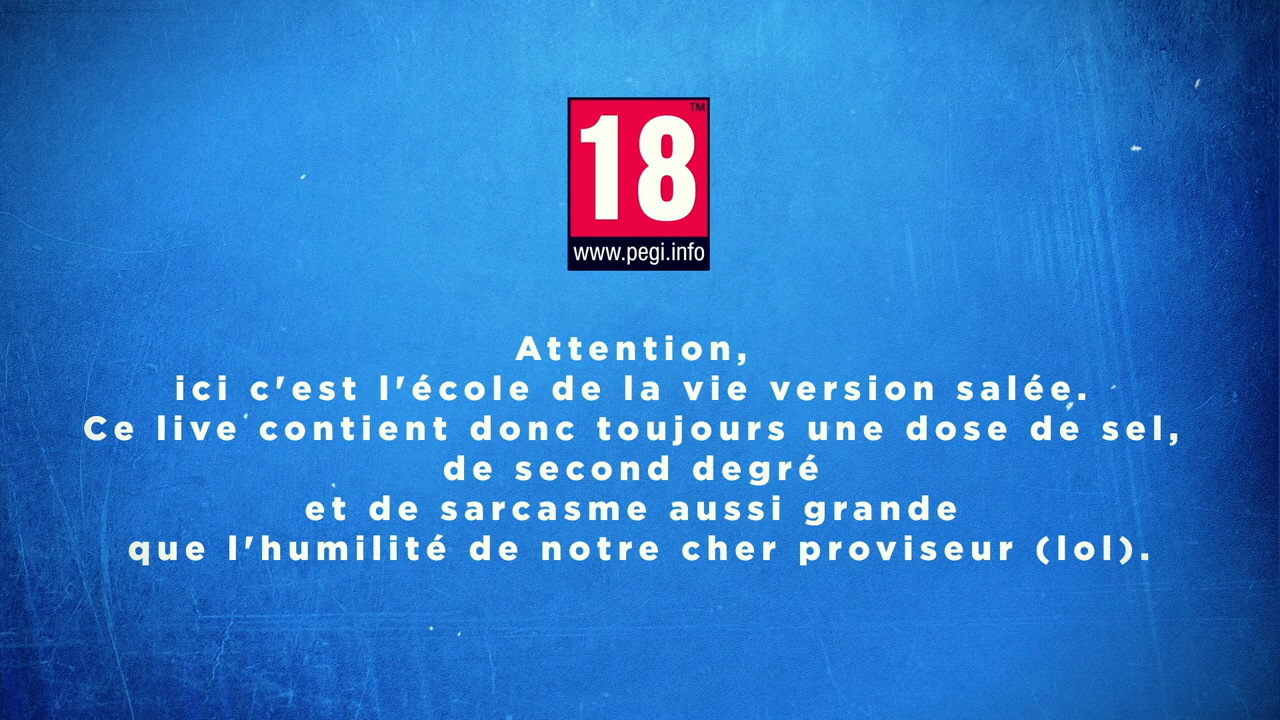 TM
18
www.pegi.info
Attention,
ici c'est l'école de la vie version salée.
Ce live contient donc toujours une dose de sel,
de second degré
et de sarcasme aussi grande
que l'humilité de notre cher proviseur (lol).